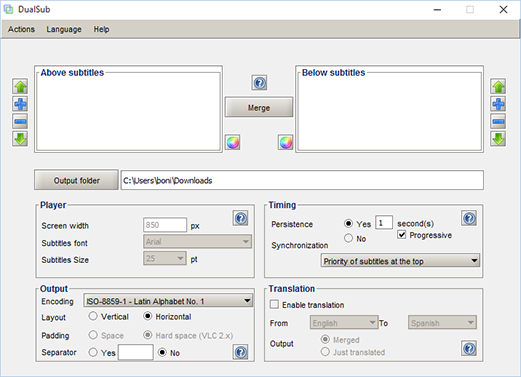 DualSub
Actions Language Help
Above subtitles
Below subtitles
Merge
Output folder C:\Users\boni\Downloads
Player
Screen width 850 px
Subtitles font Arial
Subtitles Size 25 pt
Timing
Persistence Yes 1 second(s)
No Progressive
Synchronization
Priority of subtitles at the top
Output
Encoding ISO-8859-1 - Latin Alphabet No. 1
Layout Vertical Horizontal
Padding Space Hard space (VLC 2.x)
Separator Yes No
Translation
Enable translation
From English To Spanish
Output Merged
Just translated